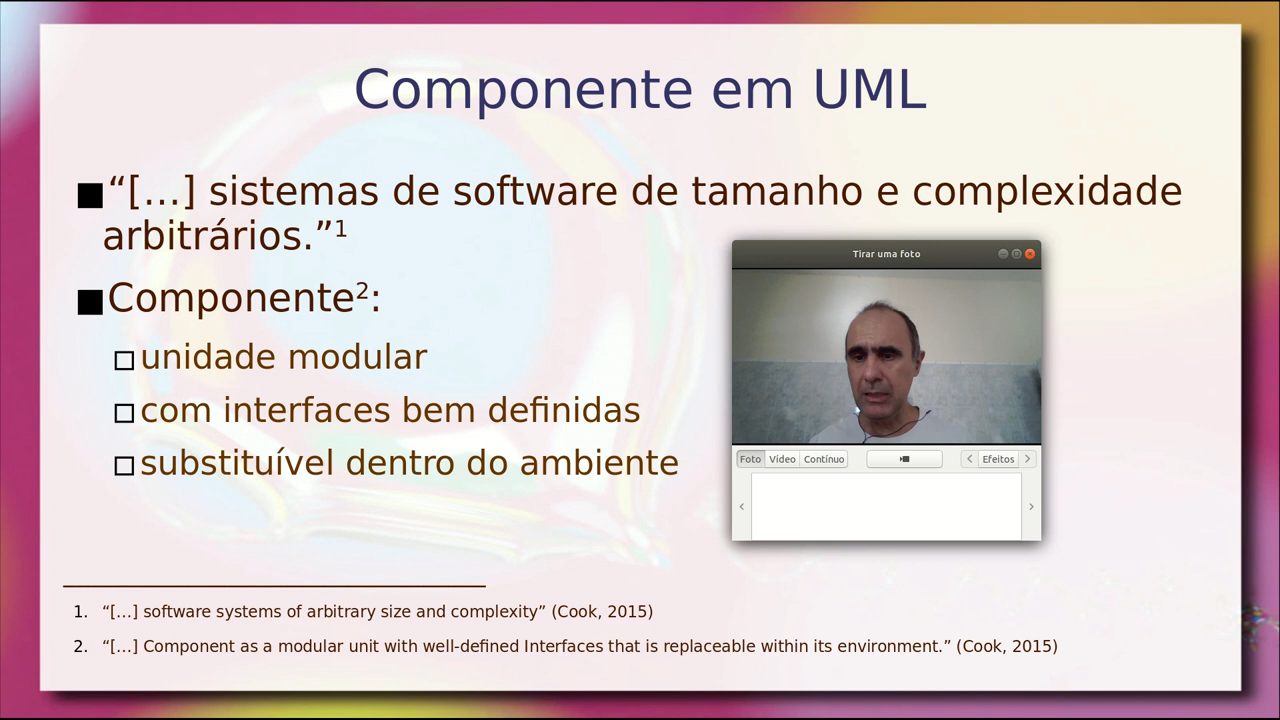 Componente em UML
■“[…] sistemas de software de tamanho e complexidade
arbitrários.”¹
■Componente²:
□unidade modular
□com interfaces bem definidas
□substituível dentro do ambiente
Tirar uma foto
Foto Vídeo Contínuo Efeitos
1. “[…] software systems of arbitrary size and complexity” (Cook, 2015)
2. “[…] Component as a modular unit with well-defined Interfaces that is replaceable within its environment.” (Cook, 2015)